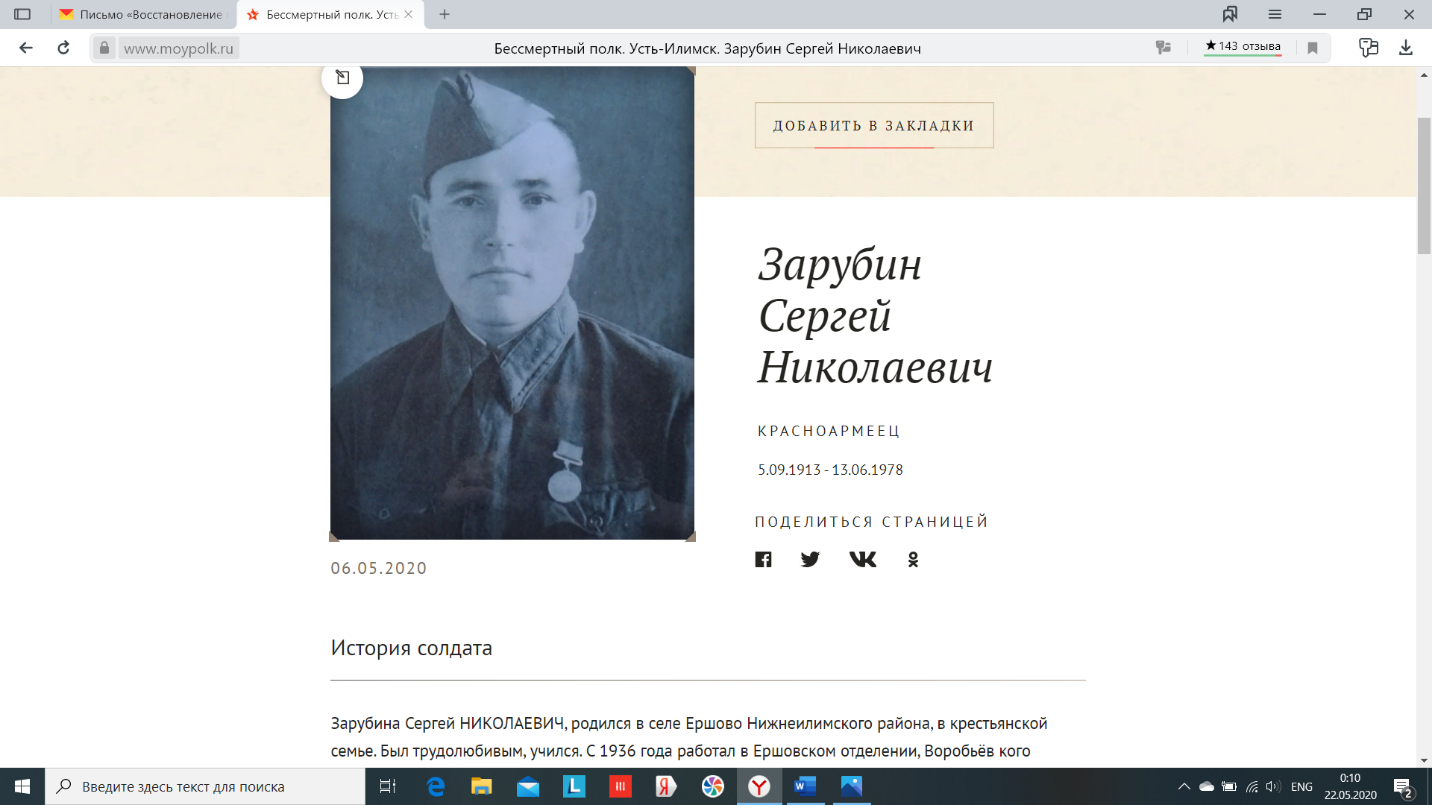 Письмо «Восстановление
Бессмертный полк. Усть-
www.moypolk.ru
Бессмертный полк. Усть-Илимск. Зарубин Сергей Николаевич
★143 отзыва
ДОБАВИТЬ В ЗАКЛАДКИ
Зарубин
Сергей
Николаевич
КРАСНОАРМЕЕЦ
5.09.1913 - 13.06.1978
ПОДЕЛИТЬСЯ СТРАНИЦЕЙ
06.05.2020
История солдата
Зарубина Сергей НИКОЛАЕВИЧ, родился в селе Ершово Нижнеилимского района, в крестьянской
семье. Был трудолюбивым, учился. С 1936 года работал в Ершовском отделении, Воробьёв кого
Введите здесь текст для поиска
ENG
0:10
22.05.2020
2